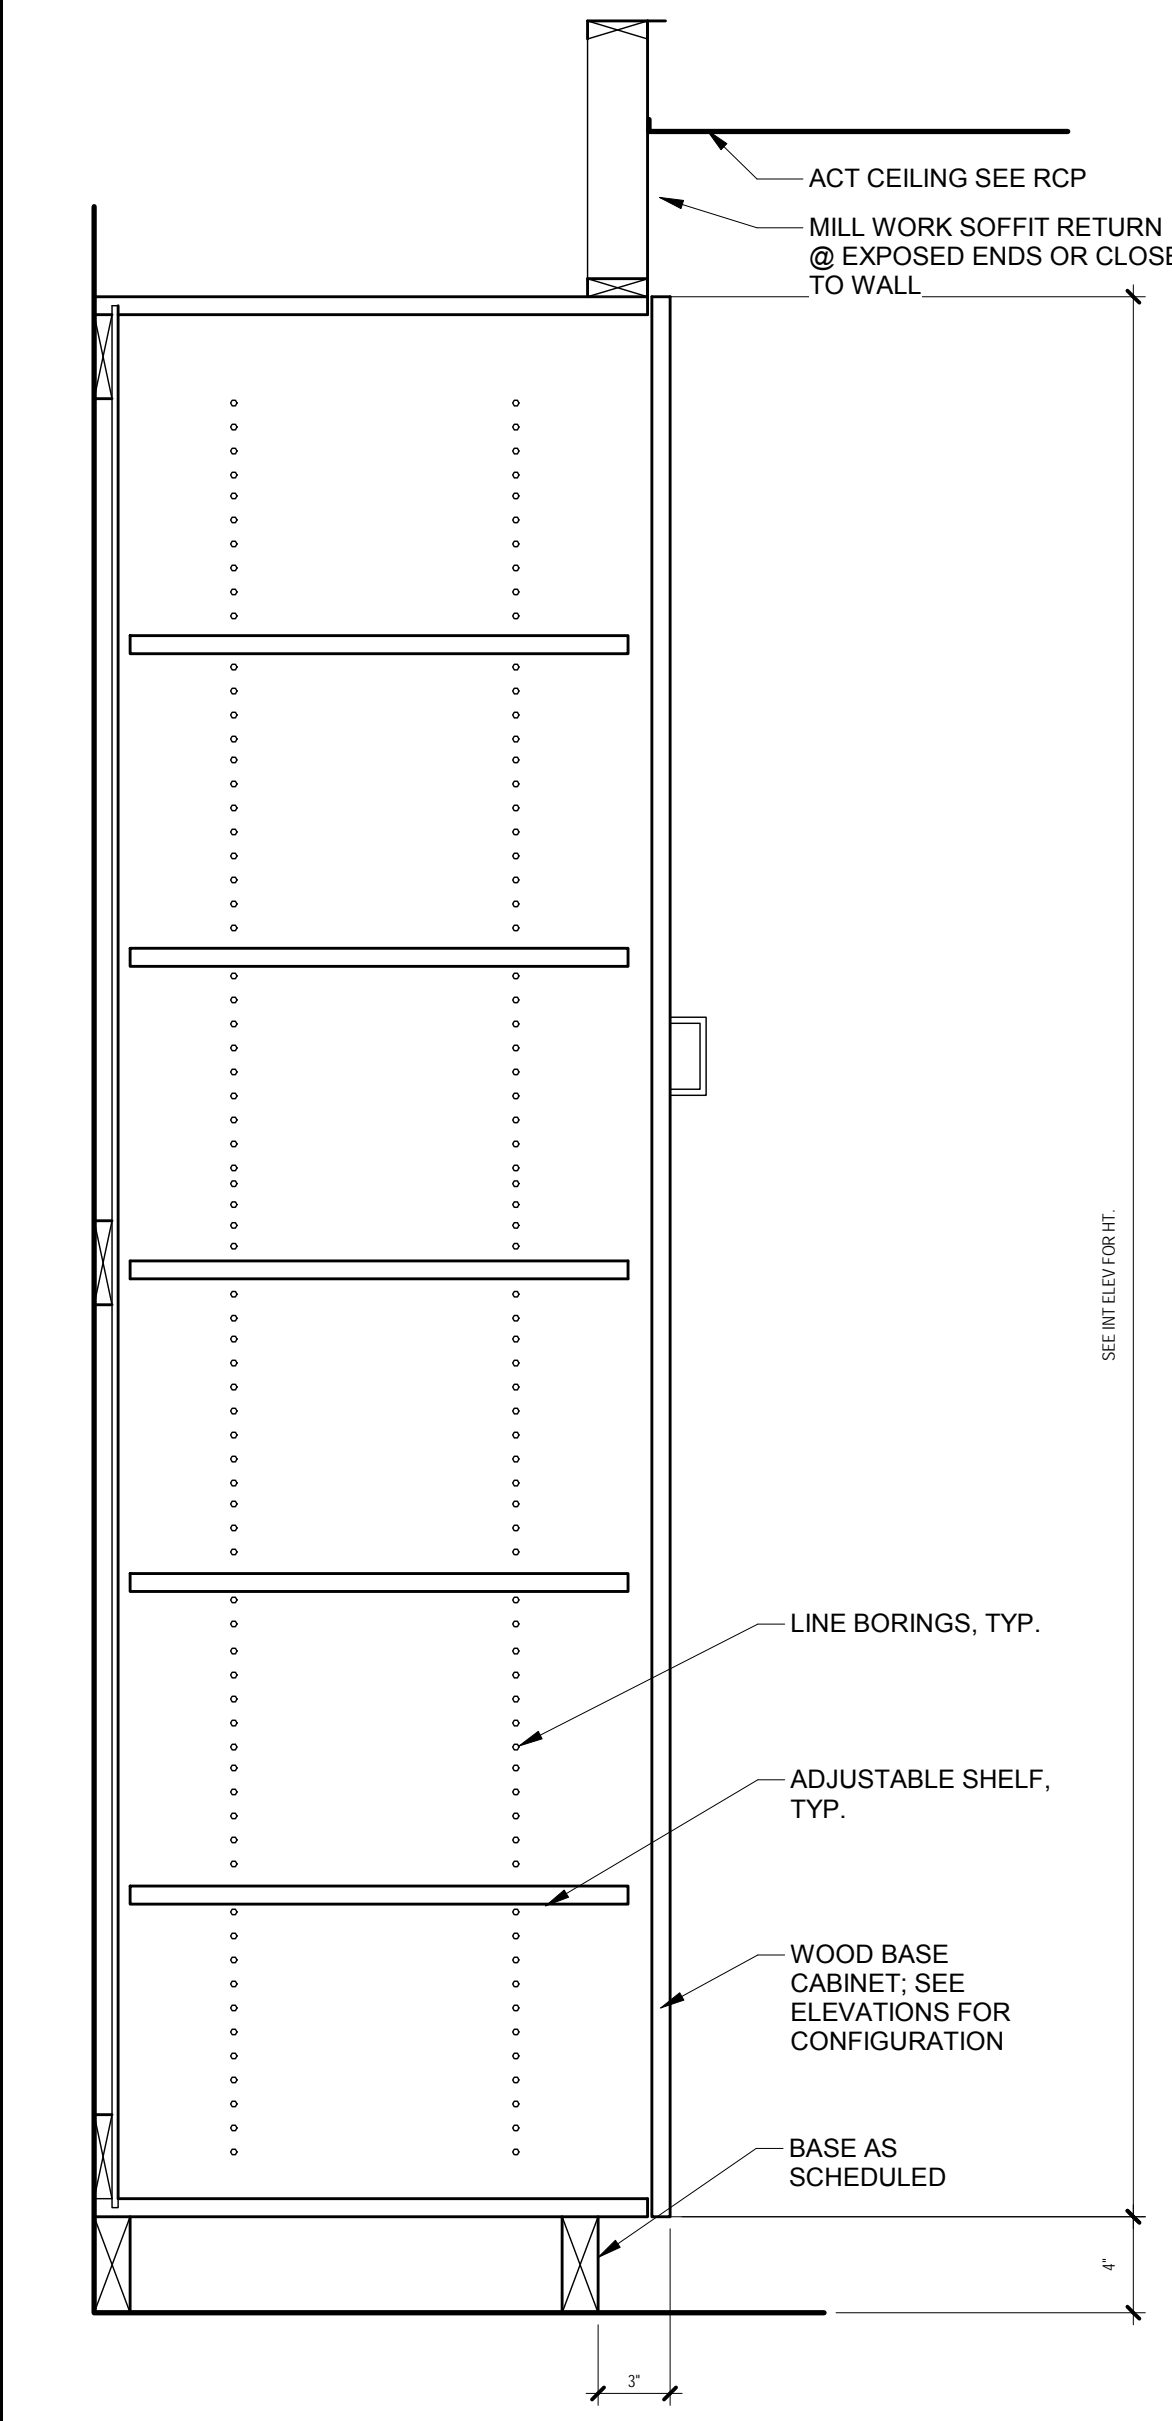 ACT CEILING SEE RCP
MILL WORK SOFFIT RETURN
@ EXPOSED ENDS OR CLOSE
TO WALL
SEE INT ELEV FOR HT.
LINE BORINGS, TYP.
ADJUSTABLE SHELF,
TYP.
WOOD BASE
CABINET; SEE
ELEVATIONS FOR
CONFIGURATION
BASE AS
SCHEDULED
4"
3"